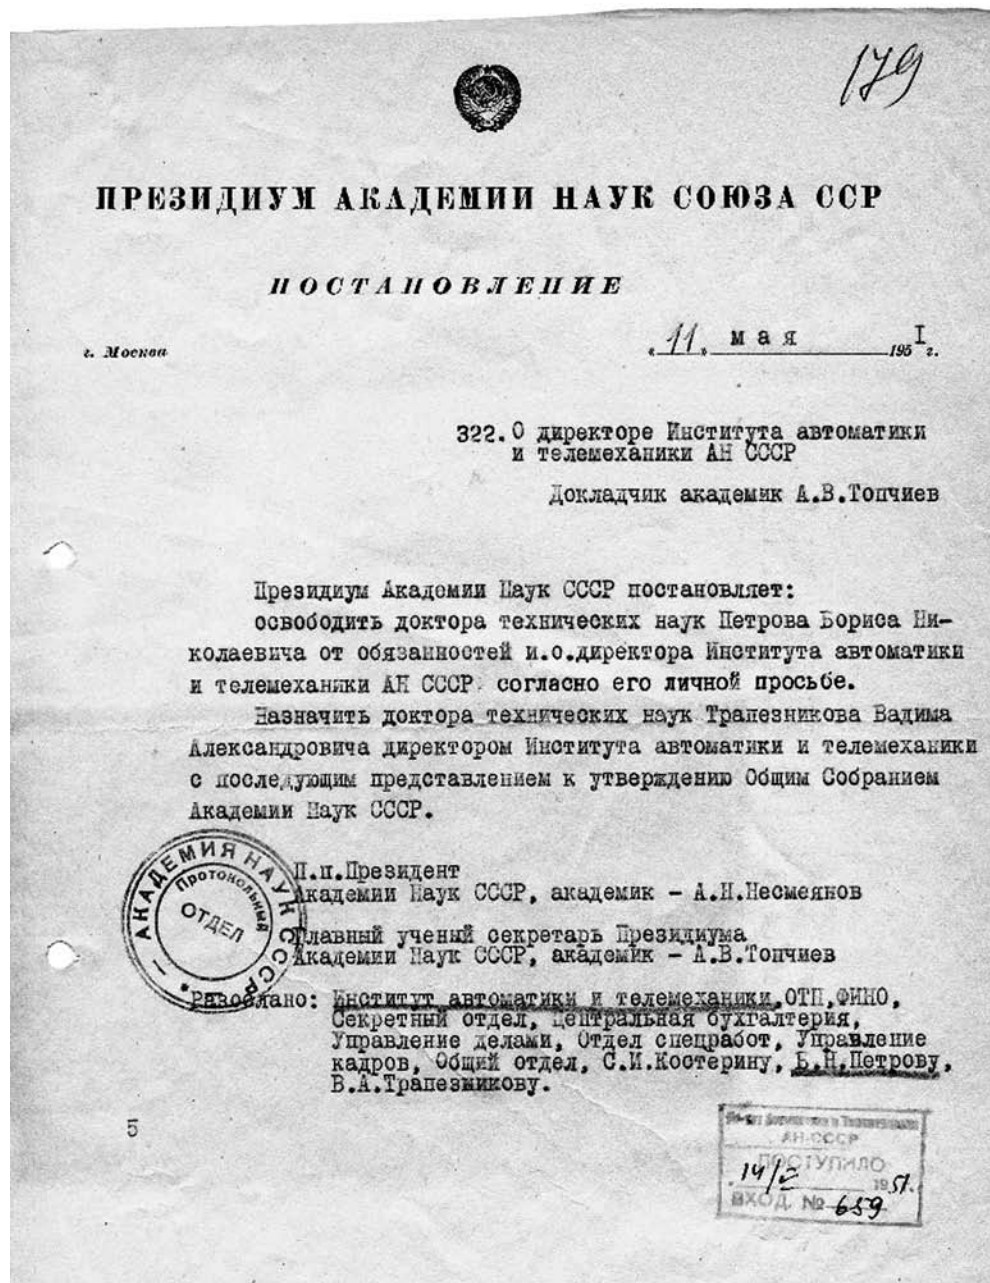 179
ПРЕЗИДИУМ АКАДЕМИИ НАУК СОЮЗА ССР
ПОСТАНОВЛЕНИЕ
г. Москва
«11» мая 1951 г.
322. О директоре Института автоматики
и телемеханики АН СССР
Докладчик академик А.В.Топчиев
Президиум Академии Наук СССР постановляет:
освободить доктора технических наук Петрова Бориса Ни-
колаевича от обязанностей и.о.директора Института автоматики
и телемеханики АН СССР согласно его личной просьбе.
Назначить доктора технических наук Трапезникова Вадима
Александровича директором Института автоматики и телемеханики
с последующим представлением к утверждению Общим Собранием
Академии Наук СССР.
П.п.Президент
Академии Наук СССР, академик - А.Н.Несмеянов
Главный ученый секретарь Президиума
Академии Наук СССР, академик - А.В.Топчиев
АКАДЕМИЯ НАУК СССР
Протокольный
ОТДЕЛ
Разослано: Институт автоматики и телемеханики,ОТН,ФИНО,
Секретный отдел, Центральная бухгалтерия,
Управление делами, Отдел спецработ, Управление
кадров, Общий отдел, С.И.Костерину, Б.Н.Петрову,
В.А.Трапезникову.
5
АН-СССР
ПОСТУПИЛО
14/V 1951.
ВХОД. № 659